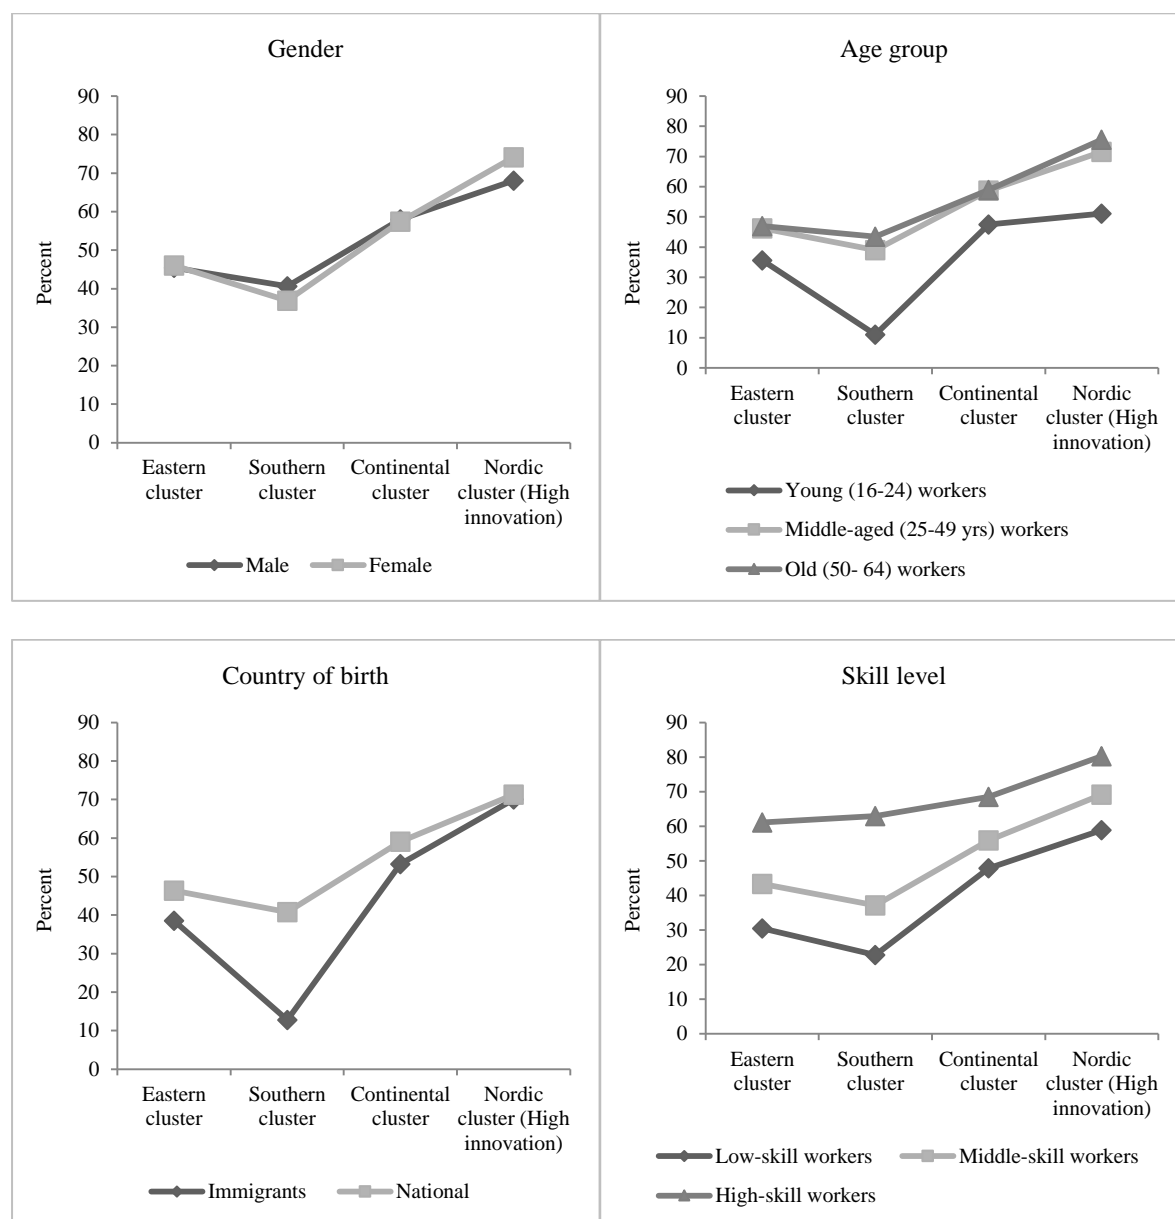 Gender
90
80
70
60
50
40
30
20
10
0
Percent
Eastern
cluster
Southern
cluster
Continental
cluster
Nordic
cluster (High
innovation)
Male
Female
Age group
90
80
70
60
50
40
30
20
10
0
Percent
Eastern
cluster
Southern
cluster
Continental
cluster
Nordic
cluster (High
innovation)
Young (16-24) workers
Middle-aged (25-49 yrs) workers
Old (50- 64) workers
Country of birth
90
80
70
60
50
40
30
20
10
0
Percent
Eastern
cluster
Southern
cluster
Continental
cluster
Nordic
cluster (High
innovation)
Immigrants
National
Skill level
90
80
70
60
50
40
30
20
10
0
Percent
Eastern
cluster
Southern
cluster
Continental
cluster
Nordic
cluster (High
innovation)
Low-skill workers
Middle-skill workers
High-skill workers